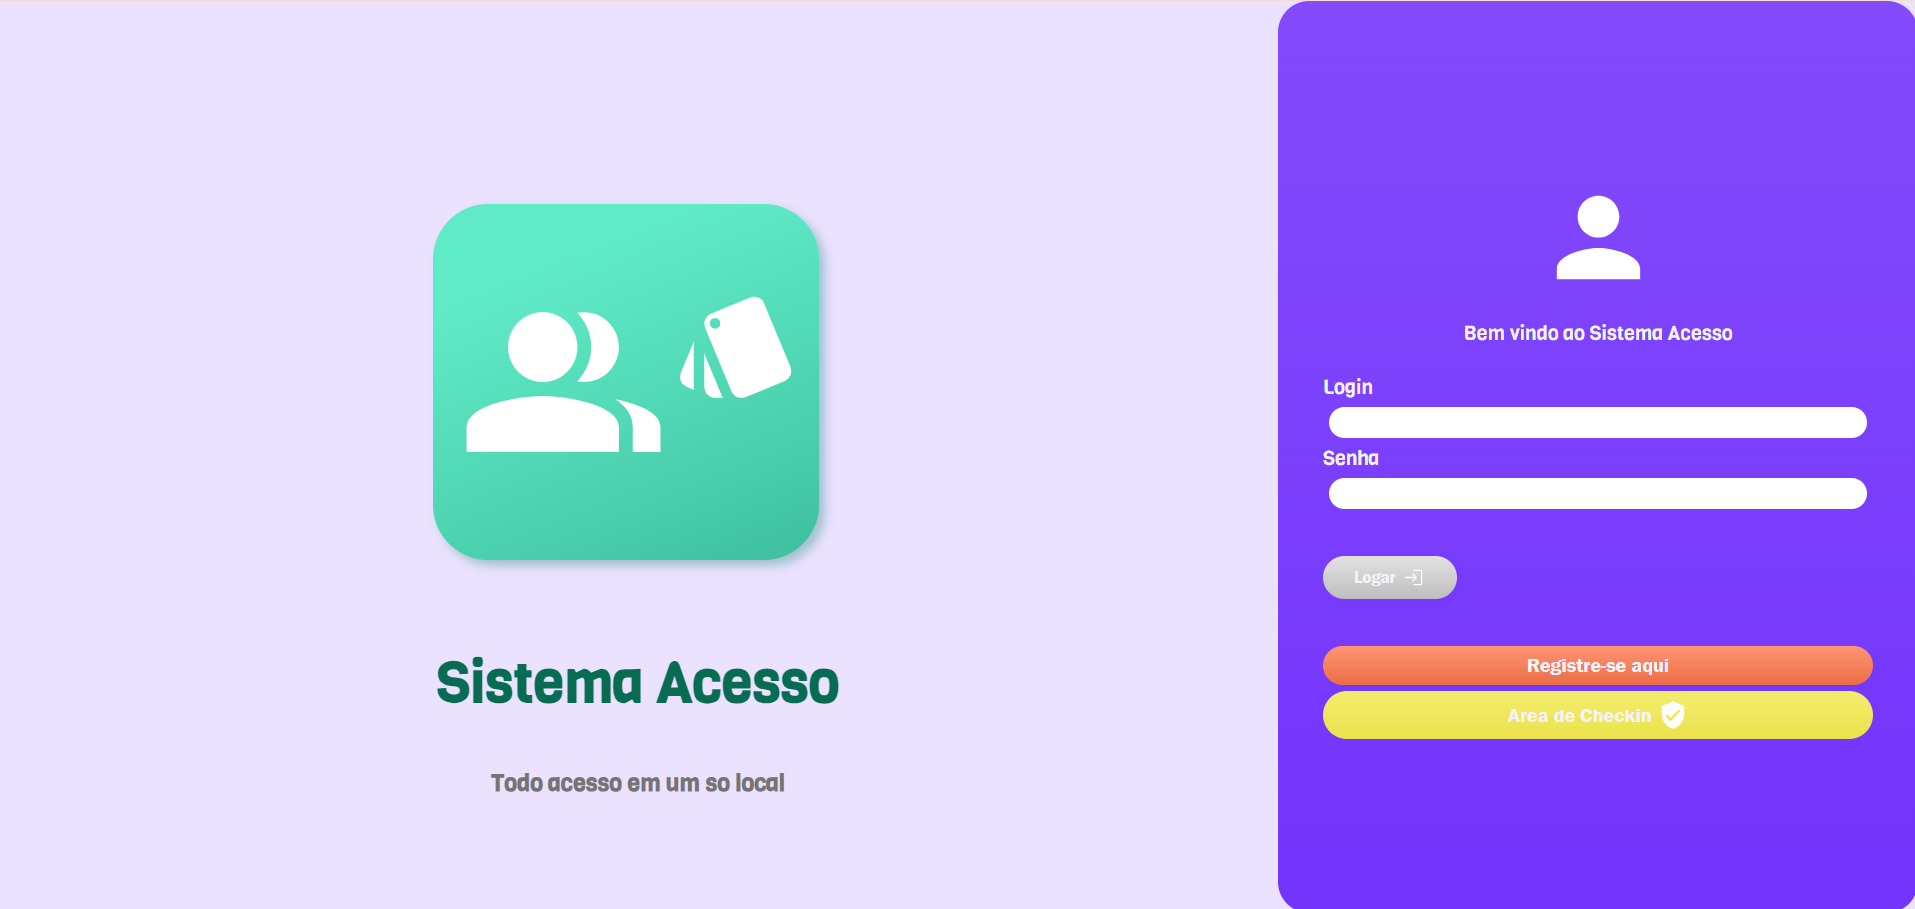 Sistema Acesso
Todo acesso em um so local
Bem vindo ao Sistema Acesso
Login
Senha
Logar
Registre-se aqui
Area de Checkin